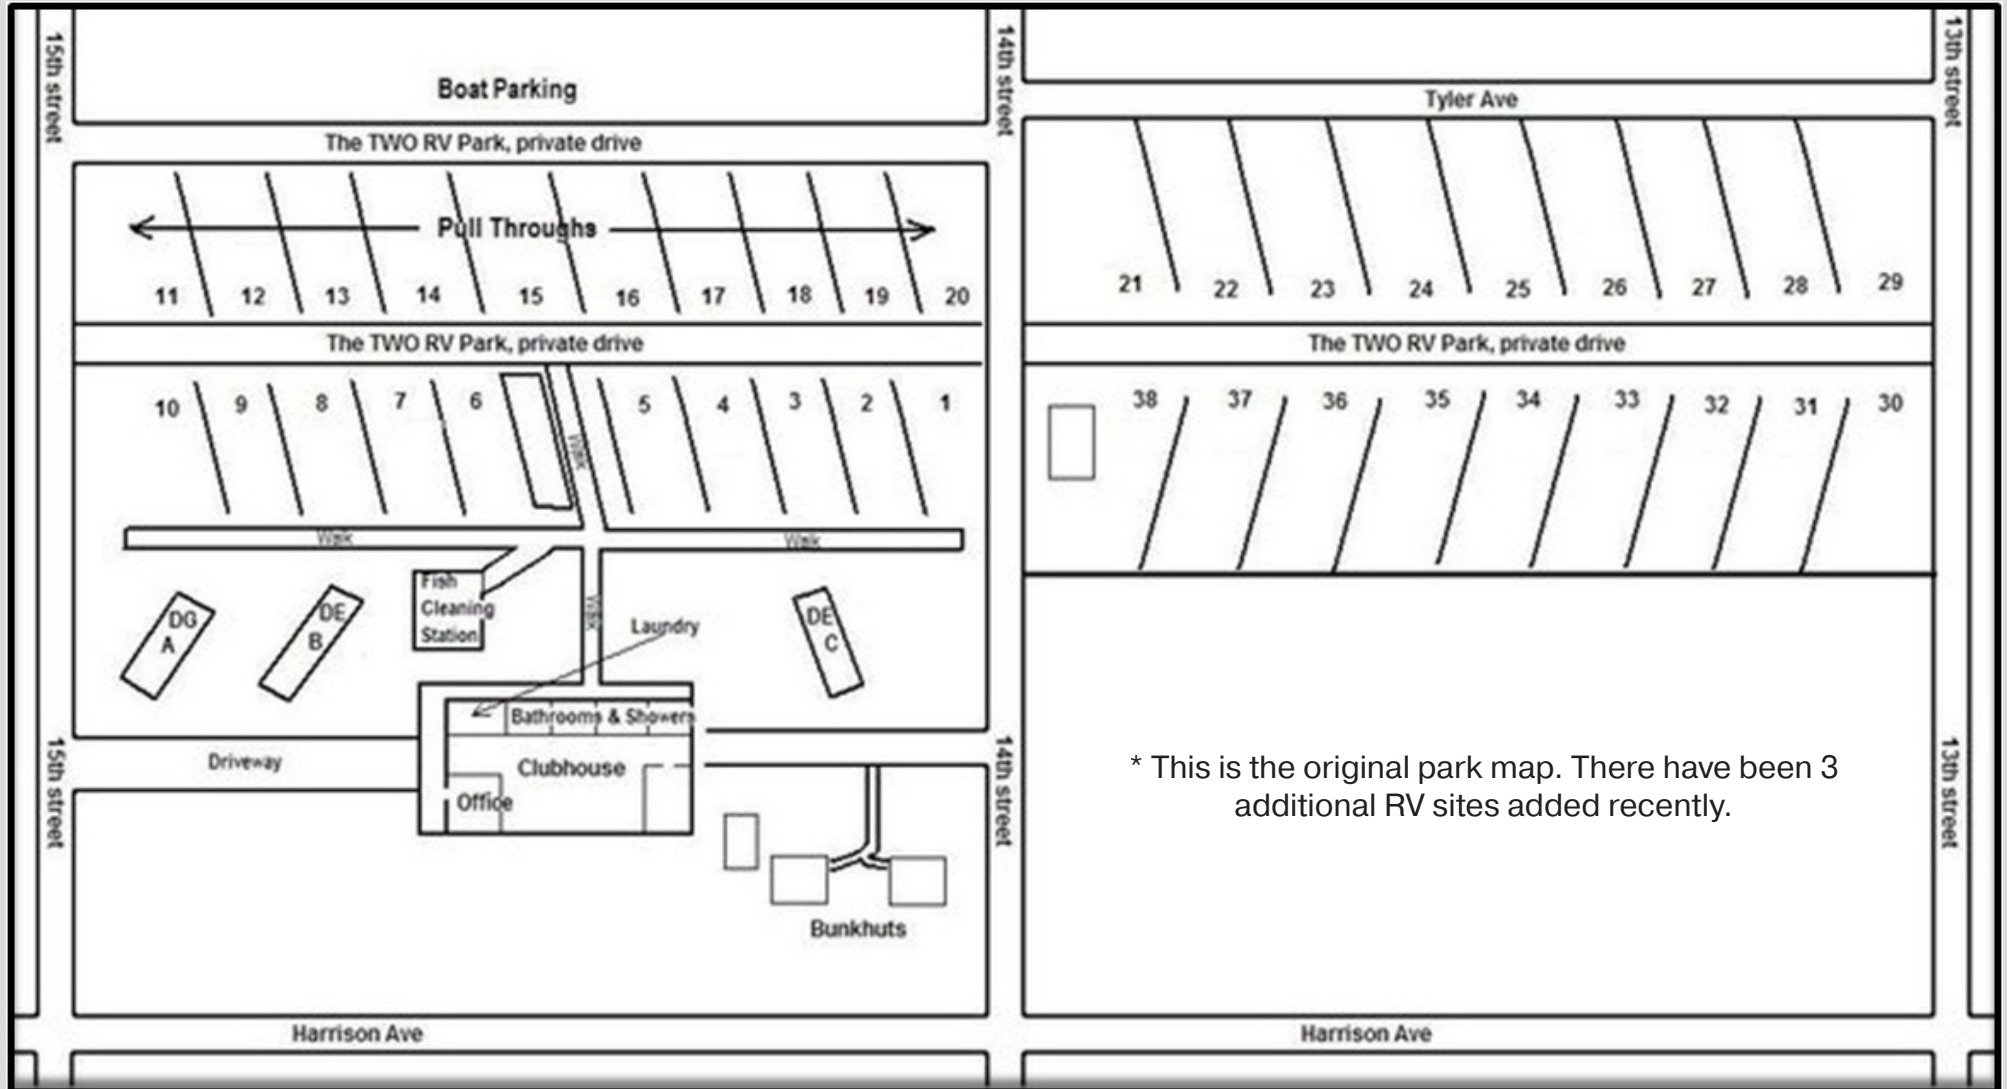 15th street
14th street
13th street
Boat Parking
Tyler Ave
The TWO RV Park, private drive
Pull Throughs
11 12 13 14 15 16 17 18 19 20
21 22 23 24 25 26 27 28 29
The TWO RV Park, private drive
The TWO RV Park, private drive
10 9 8 7 6 5 4 3 2 1
38 37 36 35 34 33 32 31 30
Walk
Walk
Walk
Fish
Cleaning
Station
DG
A
DE
B
Walk
Laundry
DE
C
Bathrooms & Showers
Driveway
Clubhouse
Office
15th street
14th street
13th street
* This is the original park map. There have been 3
additional RV sites added recently.
Bunkhuts
Harrison Ave
Harrison Ave